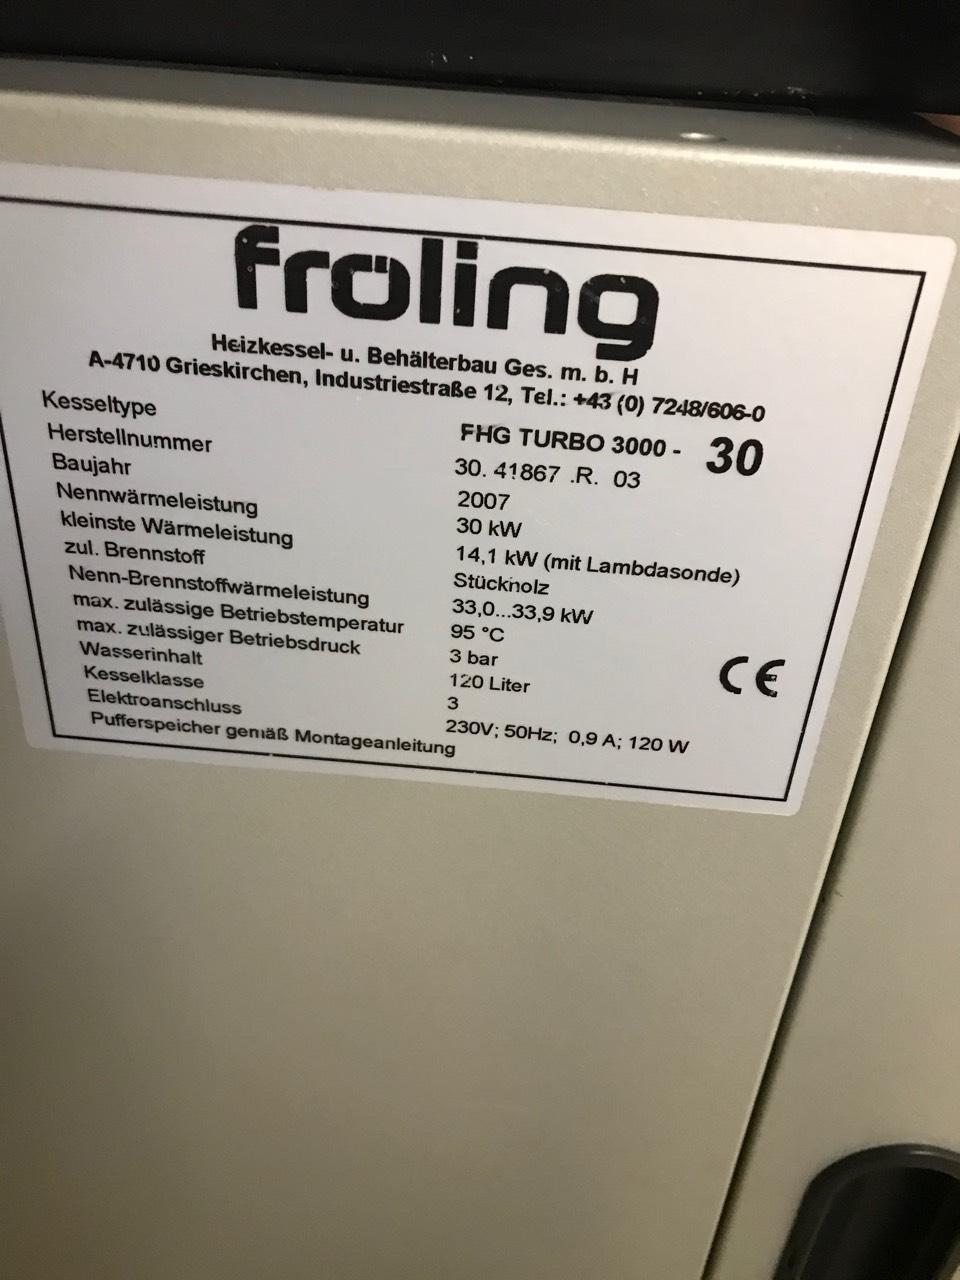 fröling
Heizkessel- u. Behälterbau Ges. m. b. H
A-4710 Grieskirchen, Industriestraße 12, Tel.: +43 (0) 7248/606-0
Kesseltype FHG TURBO 3000 - 30
Herstellnummer 30. 41867 .R. 03
Baujahr 2007
Nennwärmeleistung 30 kW
kleinste Wärmeleistung 14,1 kW (mit Lambdasonde)
zul. Brennstoff Stückholz
Nenn-Brennstoffwärmeleistung 33,0...33,9 kW
max. zulässige Betriebstemperatur 95 °C
max. zulässiger Betriebsdruck 3 bar
Wasserinhalt 120 Liter
Kesselklasse 3
Elektroanschluss 230V; 50Hz; 0,9 A; 120 W
Pufferspeicher gemäß Montageanleitung
CE